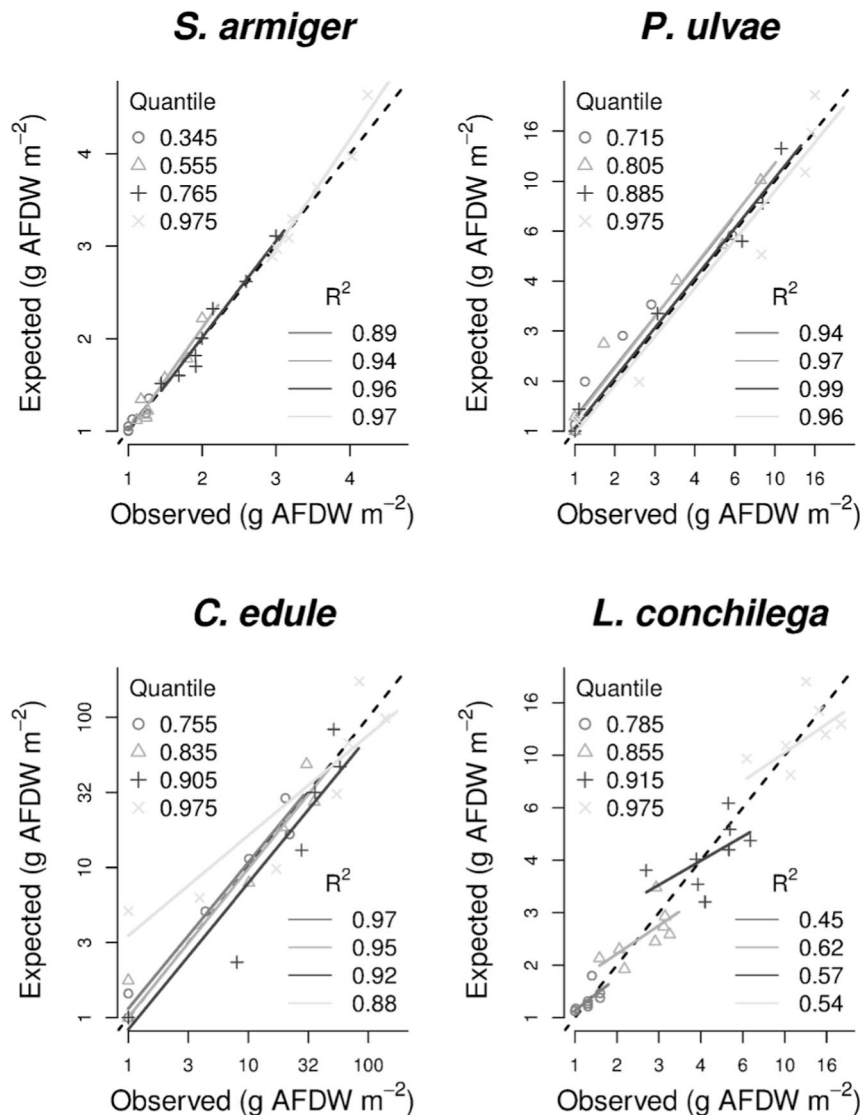 S. armiger
Expected (g AFDW m⁻²)
1 2 3 4
Quantile
0.345
0.555
0.765
0.975
R²
0.89
0.94
0.96
0.97
1 2 3 4
Observed (g AFDW m⁻²)
P. ulvae
Expected (g AFDW m⁻²)
1 2 3 4 6 10 16
Quantile
0.715
0.805
0.885
0.975
R²
0.94
0.97
0.99
0.96
1 2 3 4 6 10 16
Observed (g AFDW m⁻²)
C. edule
Expected (g AFDW m⁻²)
1 3 10 32 100
Quantile
0.755
0.835
0.905
0.975
R²
0.97
0.95
0.92
0.88
1 3 10 32 100
Observed (g AFDW m⁻²)
L. conchilega
Expected (g AFDW m⁻²)
1 2 3 4 6 10 16
Quantile
0.785
0.855
0.915
0.975
R²
0.45
0.62
0.57
0.54
1 2 3 4 6 10 16
Observed (g AFDW m⁻²)